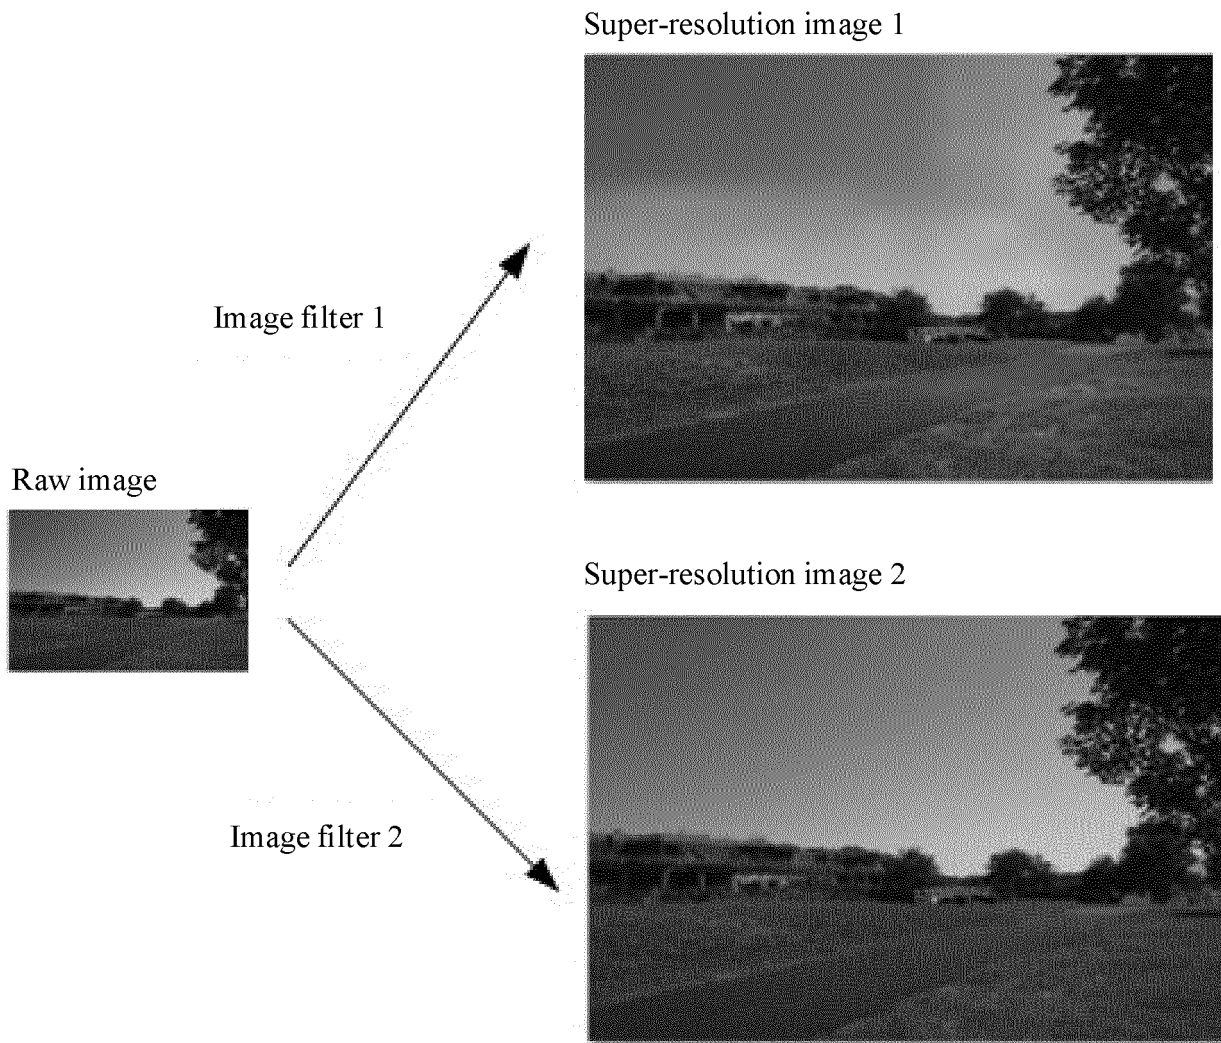 Super-resolution image 1
Image filter 1
Raw image
Super-resolution image 2
Image filter 2